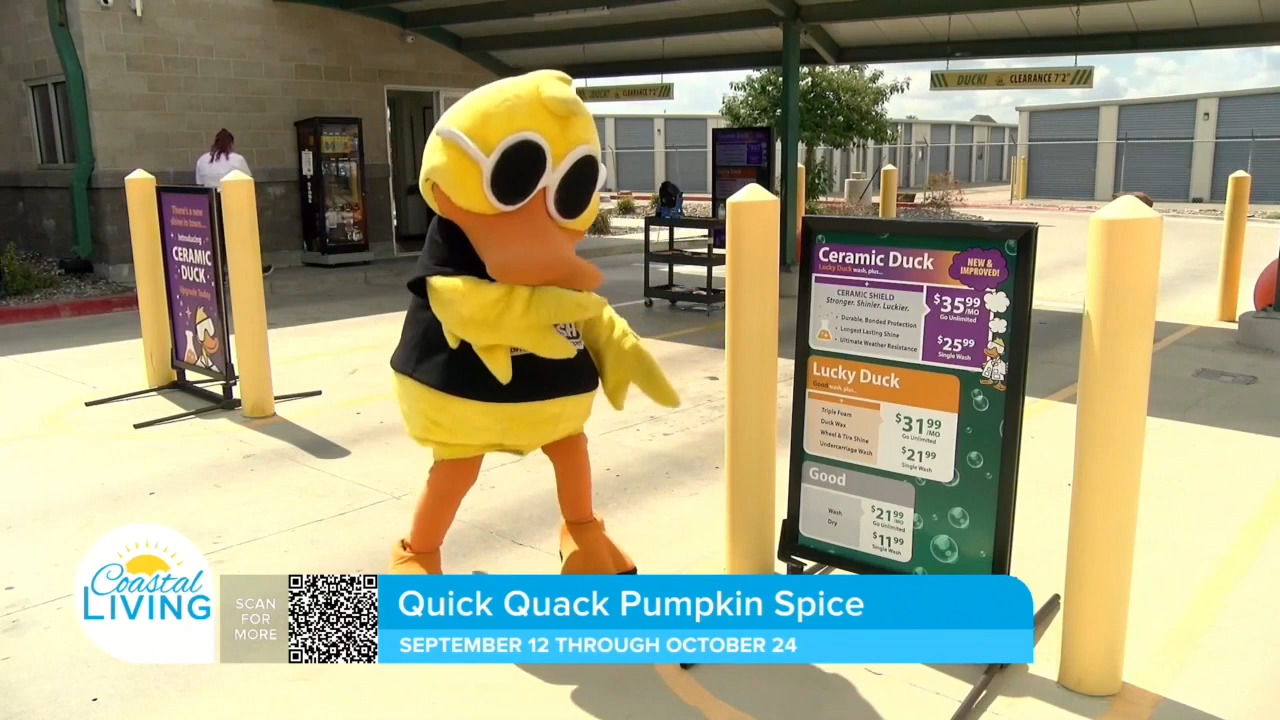 DUCK! CLEARANCE 7'2"
DUCK! CLEARANCE 7'2"
There's a new
shine in town...
Introducing
CERAMIC
DUCK
Upgrade Today
Ceramic Duck
Lucky Duck wash, plus...
NEW &
IMPROVED!
CERAMIC SHIELD
Stronger. Shinier. Luckier.
• Durable, Bonded Protection
• Longest Lasting Shine
• Ultimate Weather Resistance
$35.99
/MO
Go Unlimited
$25.99
Single Wash
Lucky Duck
Good wash, plus...
Triple Foam
Duck Wax
Wheel & Tire Shine
Undercarriage Wash
$31.99
/MO
Go Unlimited
$21.99
Single Wash
Good
Wash
Dry
$21.99
/MO
Go Unlimited
$11.99
Single Wash
Coastal
LIVING
SCAN
FOR
MORE
Quick Quack Pumpkin Spice
SEPTEMBER 12 THROUGH OCTOBER 24